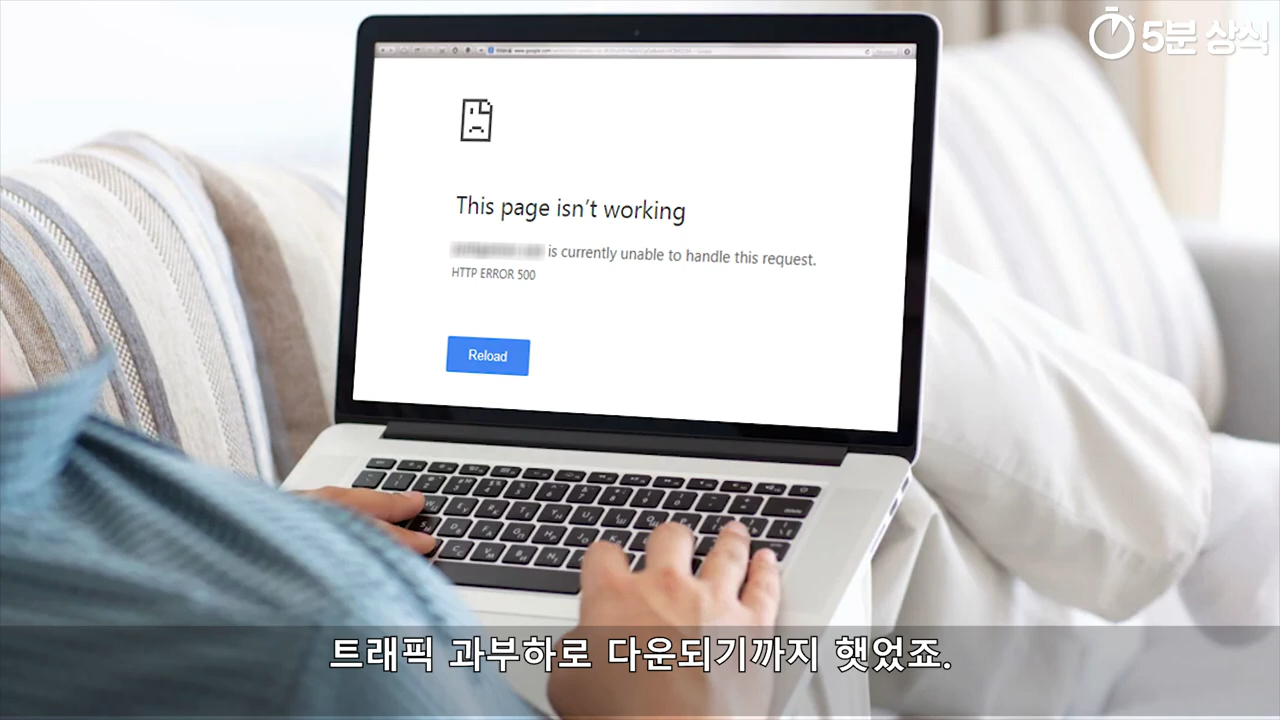 5분 상식
This page isn't working
is currently unable to handle this request.
HTTP ERROR 500
Reload
트래픽 과부하로 다운되기까지 햇었죠.